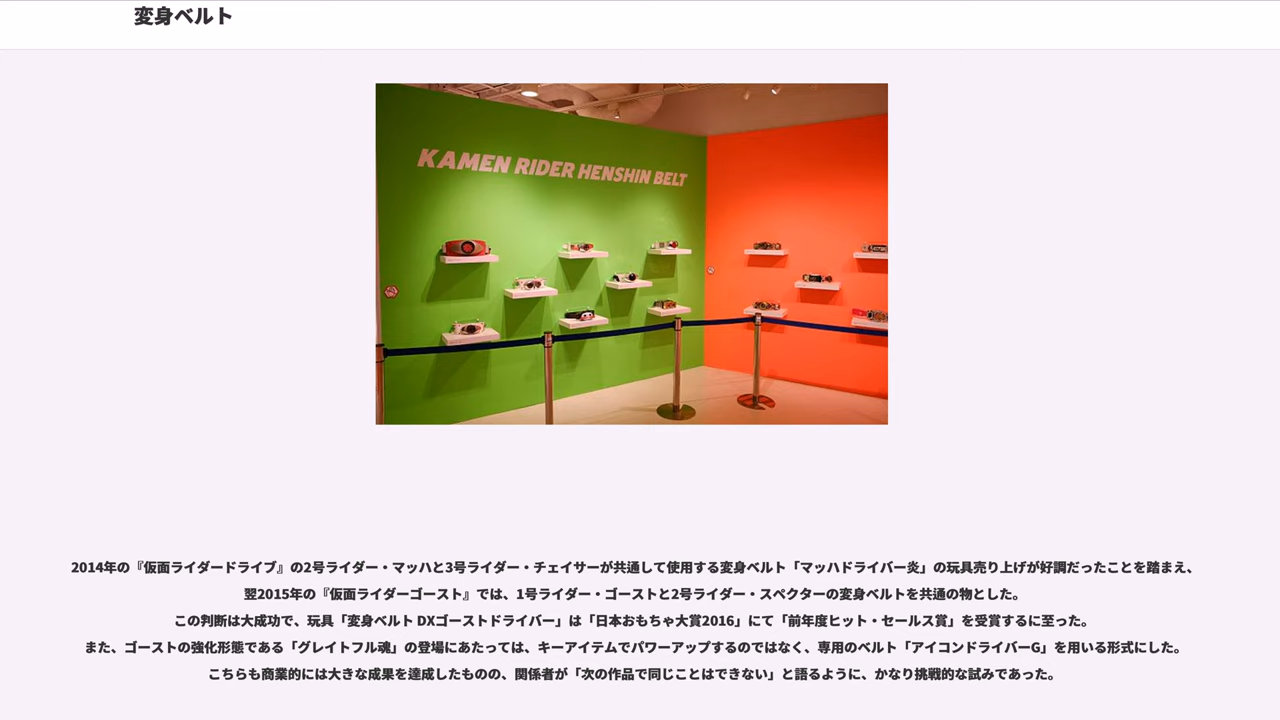 変身ベルト
KAMEN RIDER HENSHIN BELT
2014年の『仮面ライダードライブ』の2号ライダー・マッハと3号ライダー・チェイサーが共通して使用する変身ベルト「マッハドライバー炎」の玩具売り上げが好調だったことを踏まえ、
翌2015年の『仮面ライダーゴースト』では、1号ライダー・ゴーストと2号ライダー・スペクターの変身ベルトを共通の物とした。
この判断は大成功で、玩具「変身ベルト DXゴーストドライバー」は「日本おもちゃ大賞2016」にて「前年度ヒット・セールス賞」を受賞するに至った。
また、ゴーストの強化形態である「グレイトフル魂」の登場にあたっては、キーアイテムでパワーアップするのではなく、専用のベルト「アイコンドライバーG」を用いる形式にした。
こちらも商業的には大きな成果を達成したものの、関係者が「次の作品で同じことはできない」と語るように、かなり挑戦的な試みであった。